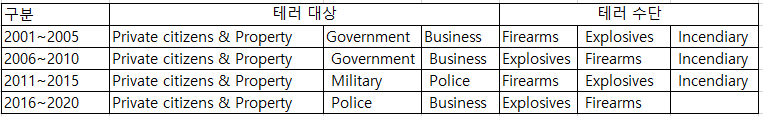 구분 테러 대상 테러 수단
2001~2005 Private citizens & Property Government Business Firearms Explosives Incendiary
2006~2010 Private citizens & Property Government Business Explosives Firearms Incendiary
2011~2015 Private citizens & Property Military Police Firearms Explosives Incendiary
2016~2020 Private citizens & Property Police Business Explosives Firearms